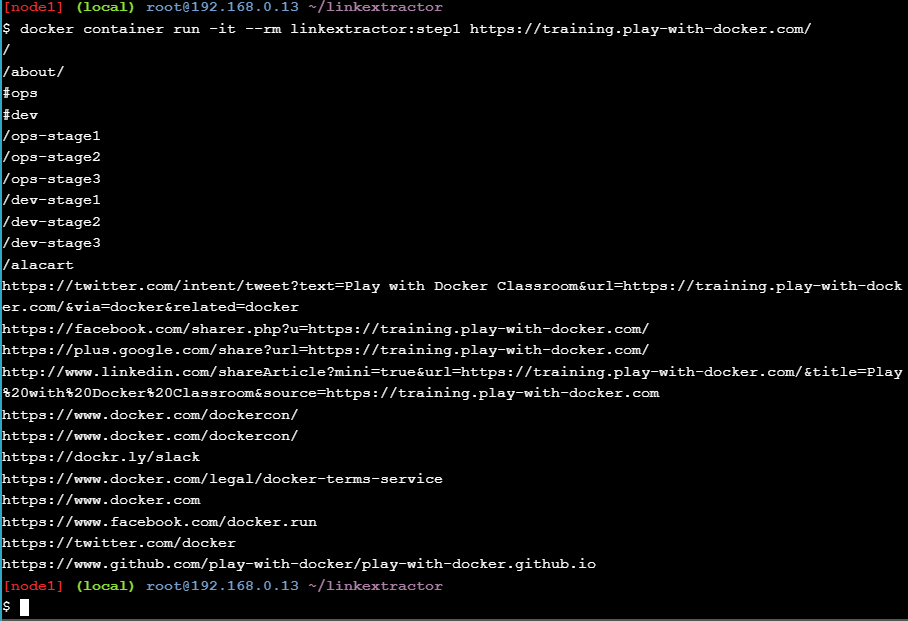 [node1] (local) root@192.168.0.13 ~/linkextractor
$ docker container run -it --rm linkextractor:step1 https://training.play-with-docker.com/
/
/about/
#ops
#dev
/ops-stage1
/ops-stage2
/ops-stage3
/dev-stage1
/dev-stage2
/dev-stage3
/alacart
https://twitter.com/intent/tweet?text=Play with Docker Classroom&url=https://training.play-with-dock
er.com/&via=docker&related=docker
https://facebook.com/sharer.php?u=https://training.play-with-docker.com/
https://plus.google.com/share?url=https://training.play-with-docker.com/
http://www.linkedin.com/shareArticle?mini=true&url=https://training.play-with-docker.com/&title=Play
%20with%20Docker%20Classroom&source=https://training.play-with-docker.com
https://www.docker.com/dockercon/
https://www.docker.com/dockercon/
https://dockr.ly/slack
https://www.docker.com/legal/docker-terms-service
https://www.docker.com
https://www.facebook.com/docker.run
https://twitter.com/docker
https://www.github.com/play-with-docker/play-with-docker.github.io
[node1] (local) root@192.168.0.13 ~/linkextractor
$